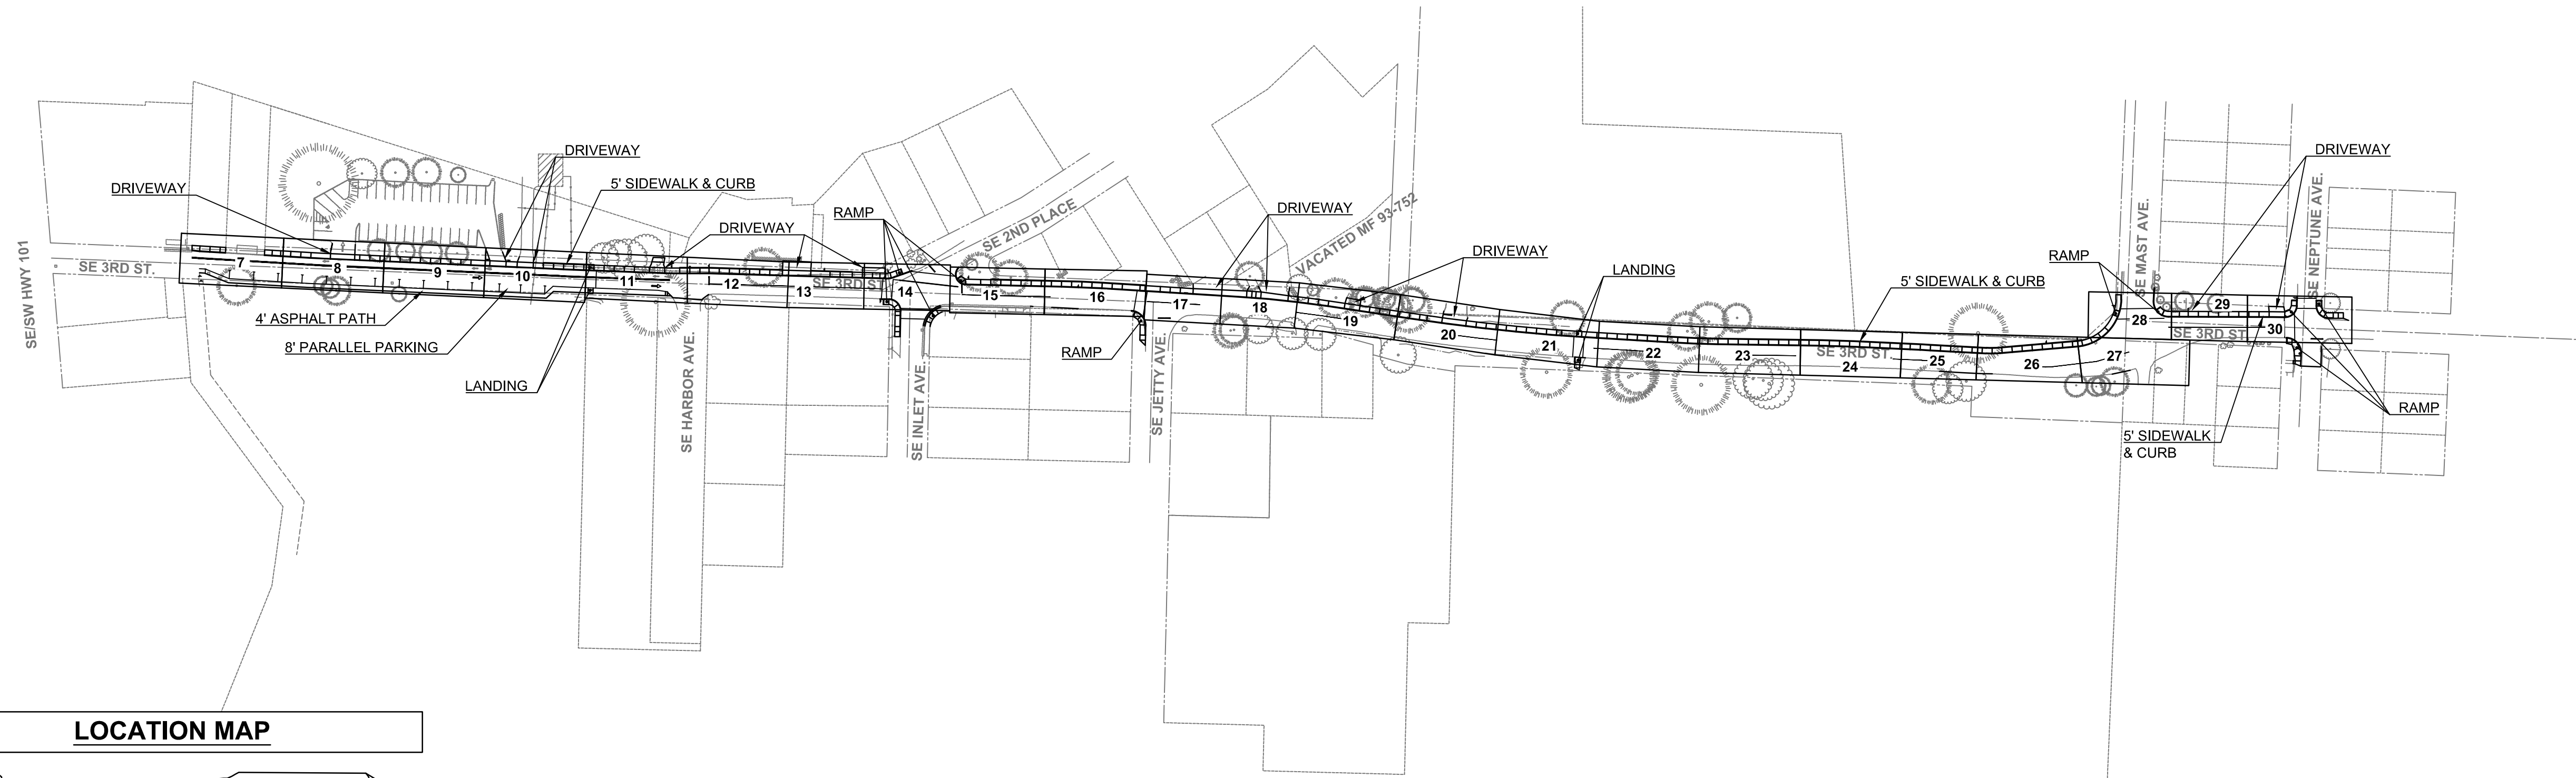 DRIVEWAY
DRIVEWAY
5' SIDEWALK & CURB
DRIVEWAY
RAMP
SE 2ND PLACE
DRIVEWAY
VACATED MF 93-752
DRIVEWAY
LANDING
5' SIDEWALK & CURB
RAMP
SE MAST AVE.
DRIVEWAY
SE NEPTUNE AVE.
SE/SW HWY 101
SE 3RD ST.
7
8
9
10
11
12
13
SE 3RD ST.
14
15
16
17
18
19
20
21
22
23
SE 3RD ST.
24
25
26
27
28
29
SE 3RD ST.
30
4' ASPHALT PATH
8' PARALLEL PARKING
LANDING
SE HARBOR AVE.
SE INLET AVE.
RAMP
SE JETTY AVE.
RAMP
5' SIDEWALK
& CURB
LOCATION MAP